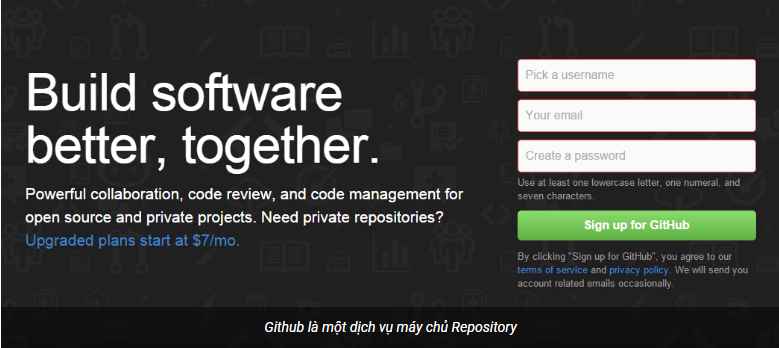 Build software
better, together.
Powerful collaboration, code review, and code management for
open source and private projects. Need private repositories?
Upgraded plans start at $7/mo.
Pick a username
Your email
Create a password
Use at least one lowercase letter, one numeral, and
seven characters.
Sign up for GitHub
By clicking "Sign up for GitHub", you agree to our
terms of service and privacy policy. We will send you
account related emails occasionally.
Github là một dịch vụ máy chủ Repository